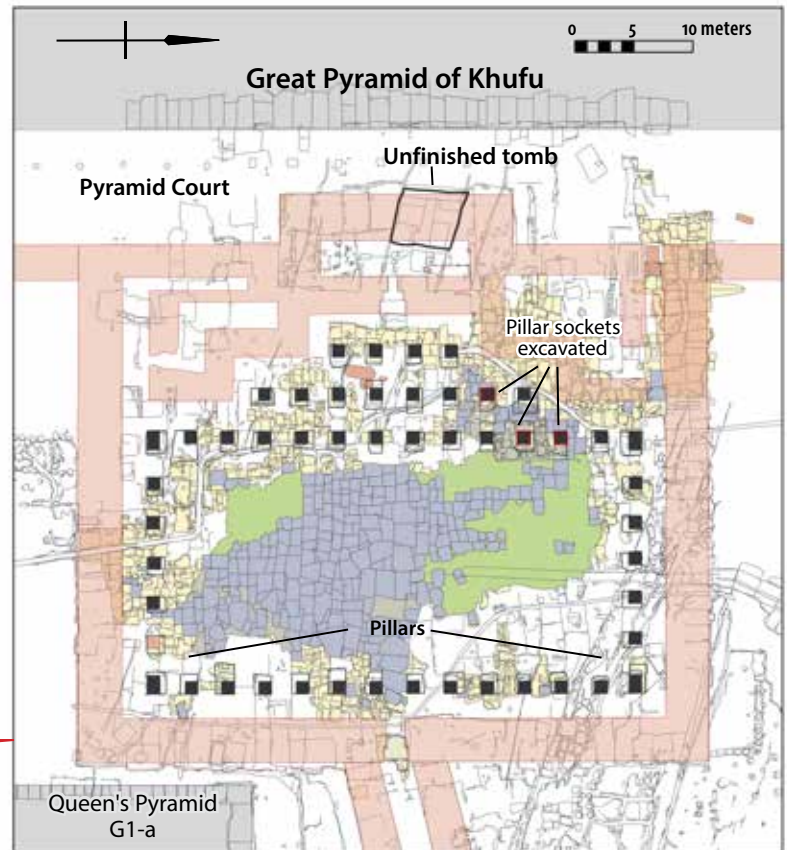 0 5 10 meters
Great Pyramid of Khufu
Unfinished tomb
Pyramid Court
Pillar sockets
excavated
Pillars
Queen's Pyramid
G1-a